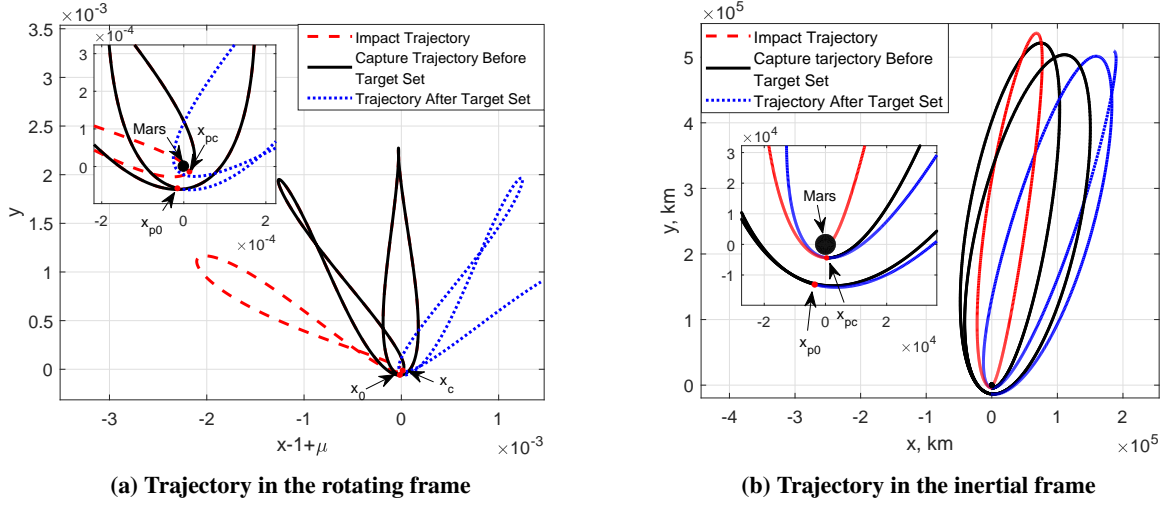 ×10⁻³
3.5
3
2.5
2
1.5
1
0.5
0
y
-3
-2
-1
0
1
x-1+μ
×10⁻³
Impact Trajectory
Capture Trajectory Before
Target Set
Trajectory After Target Set
×10⁻⁴
3
2
1
0
-2
0
2
×10⁻⁴
Mars
x_pc
x_p0
x_0
x_c
(a) Trajectory in the rotating frame
×10⁵
5
4
3
2
1
0
y, km
-4
-3
-2
-1
0
1
2
x, km
×10⁵
Impact Trajectory
Capture tarjectory Before
Target Set
Trajectory After Target Set
×10⁴
3
2
1
0
-1
-2
0
2
×10⁴
Mars
x_pc
x_p0
(b) Trajectory in the inertial frame